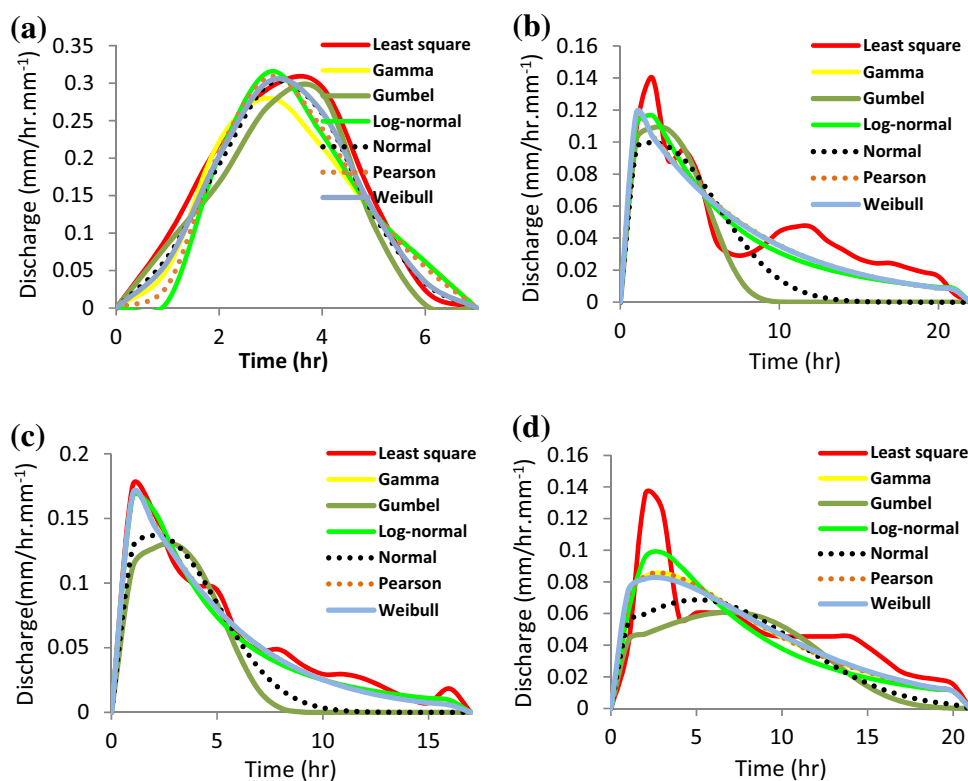 (a)
Discharge (mm/hr.mm-1)
0.35
0.3
0.25
0.2
0.15
0.1
0.05
0
0 2 4 6
Time (hr)
Least square
Gamma
Gumbel
Log-normal
Normal
Pearson
Weibull
(b)
Discharge (mm/hr.mm-1)
0.16
0.14
0.12
0.1
0.08
0.06
0.04
0.02
0
0 10 20
Time (hr)
Least square
Gamma
Gumbel
Log-normal
Normal
Pearson
Weibull
(c)
Discharge(mm/hr.mm-1)
0.2
0.15
0.1
0.05
0
0 5 10 15
Time (hr)
Least square
Gamma
Gumbel
Log-normal
Normal
Pearson
Weibull
(d)
Discharge (mm/hr.mm-1)
0.16
0.14
0.12
0.1
0.08
0.06
0.04
0.02
0
0 5 10 15 20
Time (hr)
Least square
Gamma
Gumbel
Log-normal
Normal
Pearson
Weibull